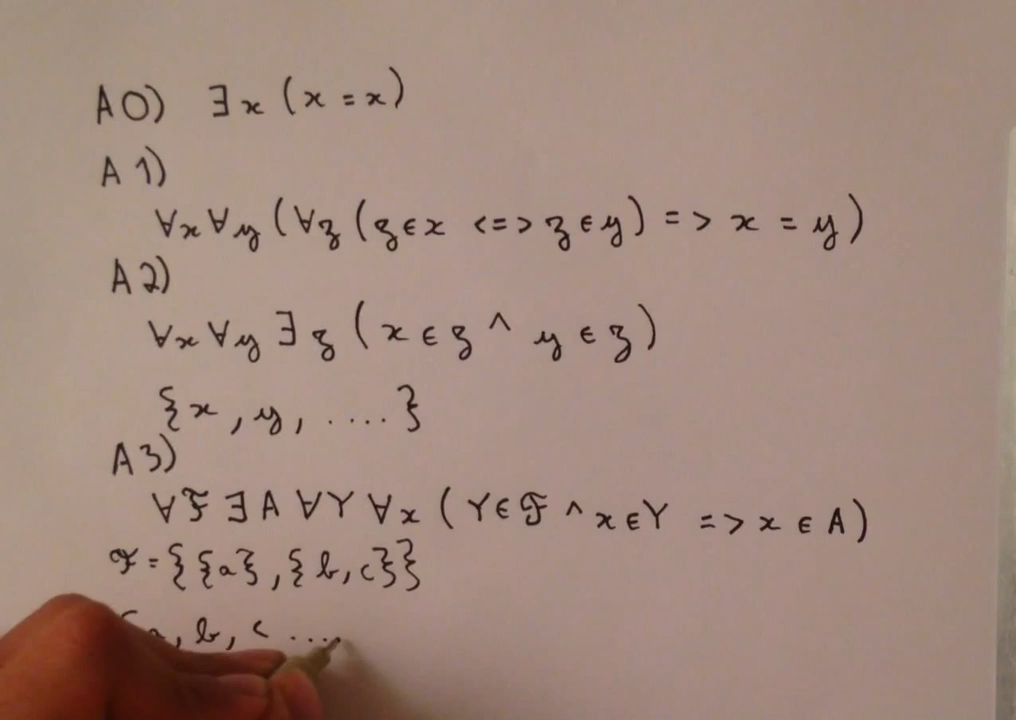 A0) ∃x (x = x)
A1)
∀x∀y (∀z (z∈x <=> z∈y) => x = y)
A2)
∀x∀y∃z (x∈z ∧ y∈z)
{x, y, ....}
A3)
∀F∃A∀Y∀x (Y∈F ∧ x∈Y => x∈A)
F = {{a}, {b, c}}
a, b, c ....